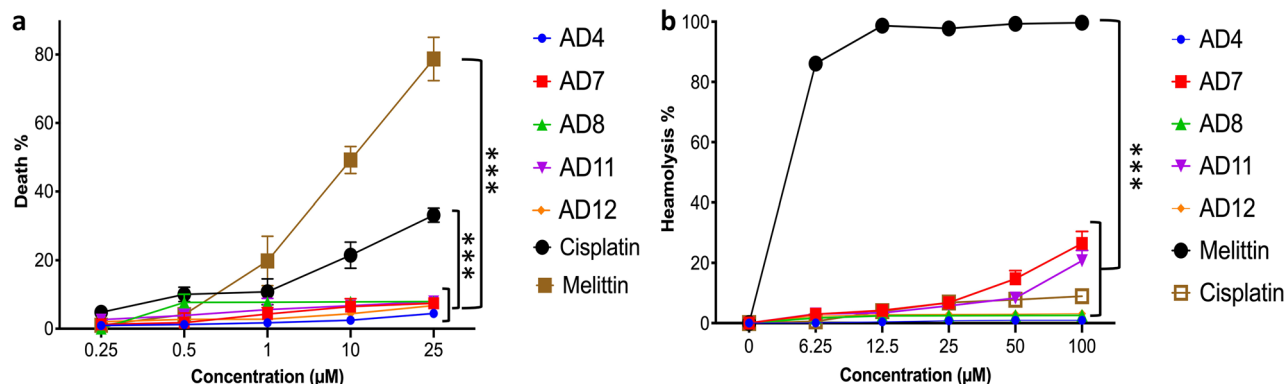 a
Death %
80
60
40
20
0
0.25 0.5 1 10 25
Concentration (μM)
***
***
AD4
AD7
AD8
AD11
AD12
Cisplatin
Melittin
b
Heamolysis %
100
80
60
40
20
0
0 6.25 12.5 25 50 100
Concentration (μM)
***
AD4
AD7
AD8
AD11
AD12
Melittin
Cisplatin